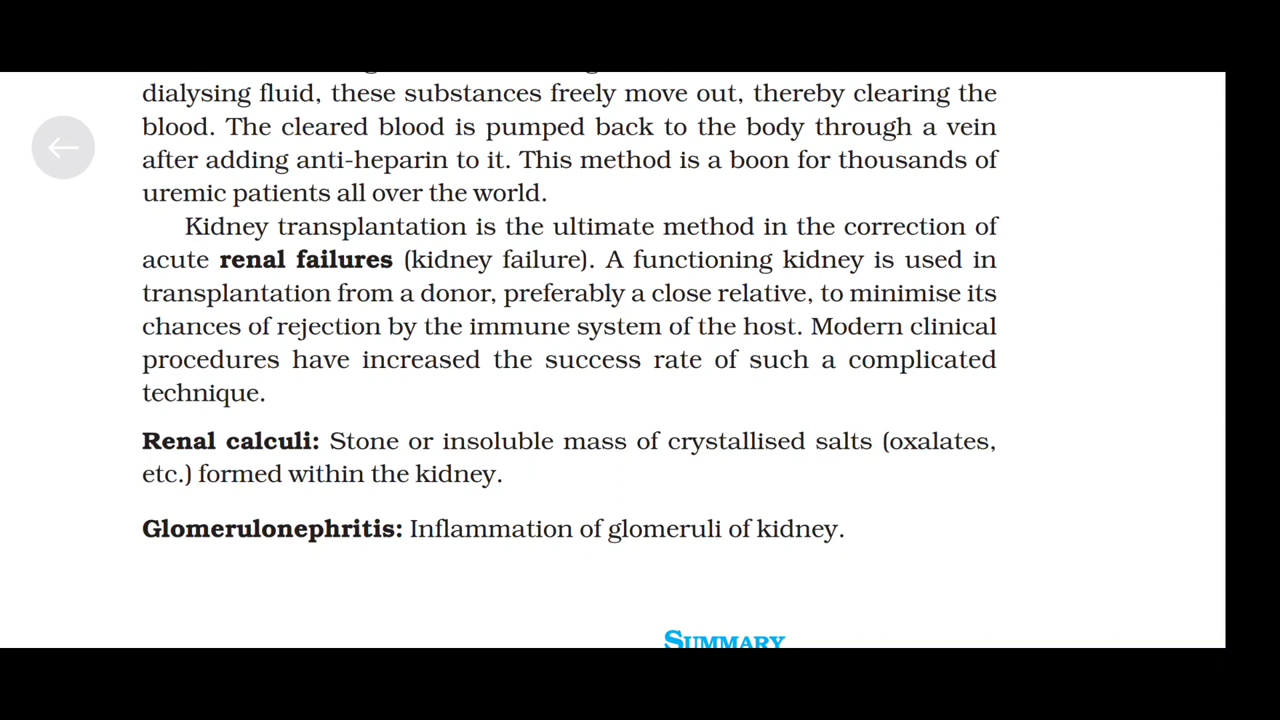 dialysing fluid, these substances freely move out, thereby clearing the
blood. The cleared blood is pumped back to the body through a vein
after adding anti-heparin to it. This method is a boon for thousands of
uremic patients all over the world.
Kidney transplantation is the ultimate method in the correction of
acute renal failures (kidney failure). A functioning kidney is used in
transplantation from a donor, preferably a close relative, to minimise its
chances of rejection by the immune system of the host. Modern clinical
procedures have increased the success rate of such a complicated
technique.
Renal calculi: Stone or insoluble mass of crystallised salts (oxalates,
etc.) formed within the kidney.
Glomerulonephritis: Inflammation of glomeruli of kidney.
SUMMARY